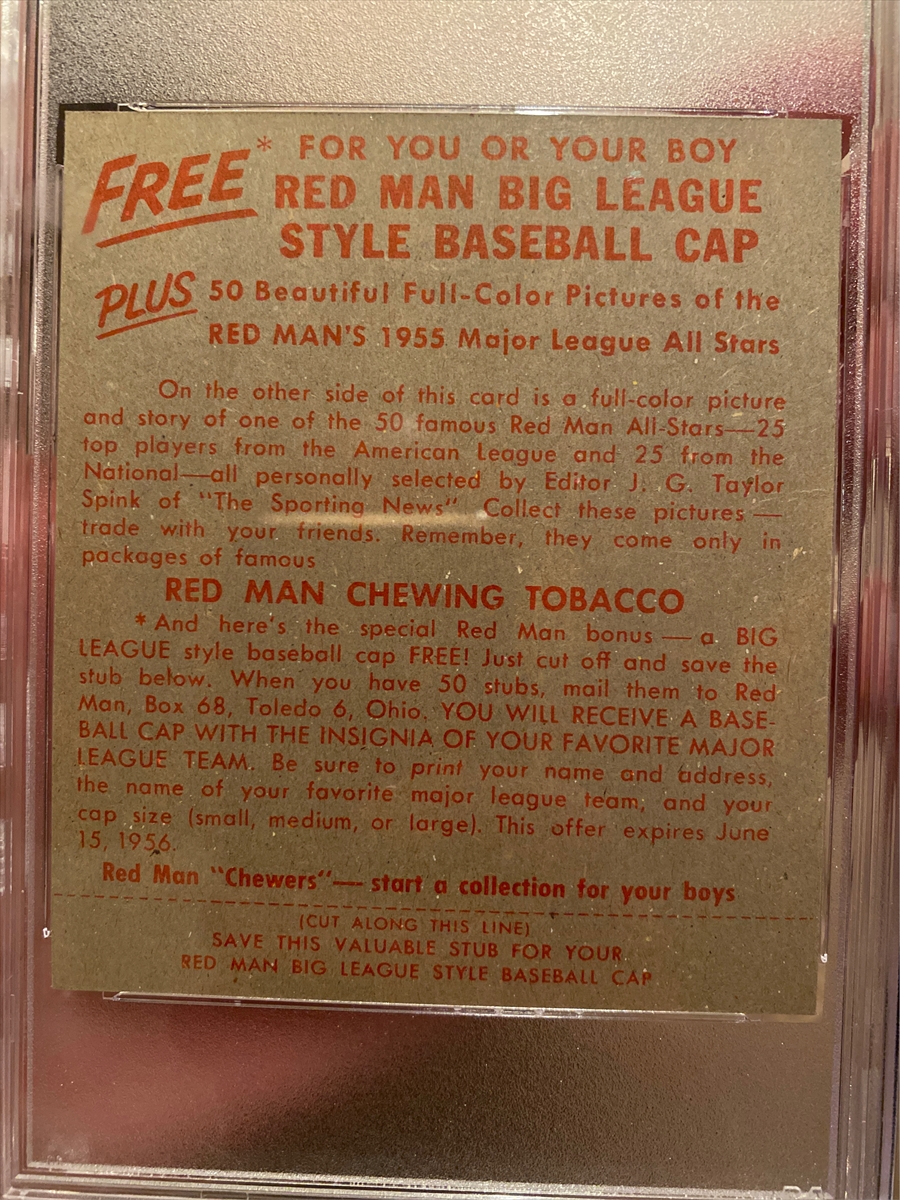 FREE* FOR YOU OR YOUR BOY
RED MAN BIG LEAGUE
STYLE BASEBALL CAP
PLUS 50 Beautiful Full-Color Pictures of the
RED MAN'S 1955 Major League All Stars
On the other side of this card is a full-color picture
and story of one of the 50 famous Red Man All-Stars—25
top players from the American League and 25 from the
National—all personally selected by Editor J. G. Taylor
Spink of "The Sporting News". Collect these pictures —
trade with your friends. Remember, they come only in
packages of famous
RED MAN CHEWING TOBACCO
*And here's the special Red Man bonus — a BIG
LEAGUE style baseball cap FREE! Just cut off and save the
stub below. When you have 50 stubs, mail them to Red
Man, Box 68, Toledo 6, Ohio. YOU WILL RECEIVE A BASE-
BALL CAP WITH THE INSIGNIA OF YOUR FAVORITE MAJOR
LEAGUE TEAM. Be sure to print your name and address,
the name of your favorite major league team, and your
cap size (small, medium, or large). This offer expires June
15, 1956.
Red Man "Chewers"— start a collection for your boys
(CUT ALONG THIS LINE)
SAVE THIS VALUABLE STUB FOR YOUR
RED MAN BIG LEAGUE STYLE BASEBALL CAP